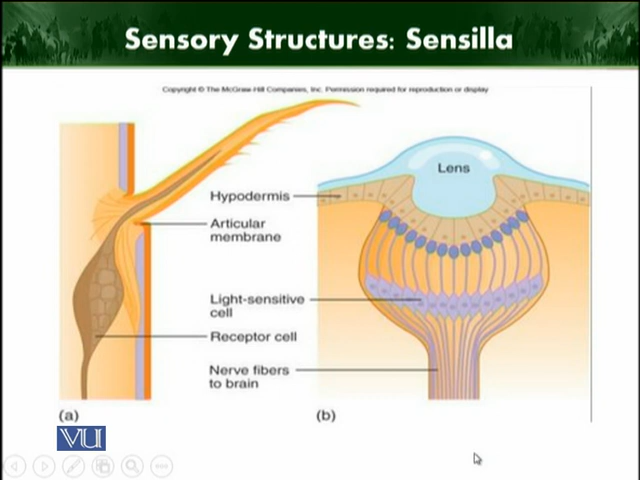 Sensory Structures: Sensilla
Copyright © The McGraw-Hill Companies, Inc. Permission required for reproduction or display
Lens
Hypodermis
Articular
membrane
Light-sensitive
cell
Receptor cell
Nerve fibers
to brain
(a)
(b)
VU